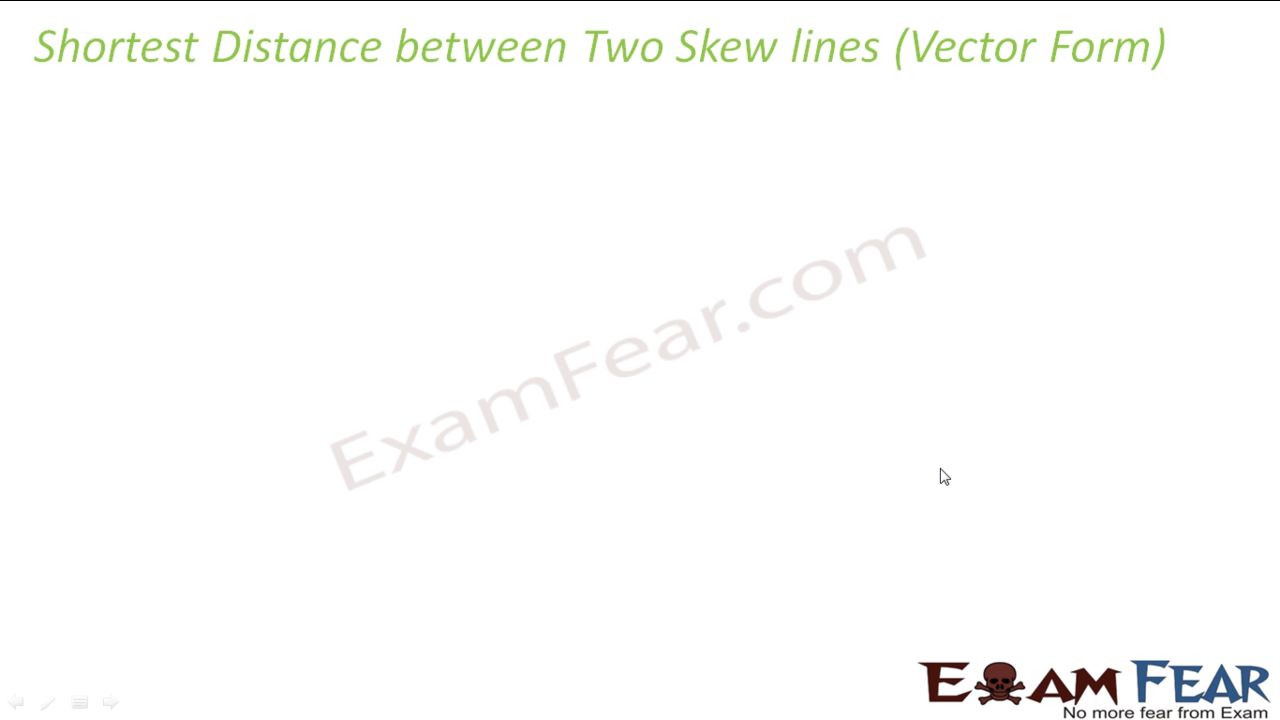 Shortest Distance between Two Skew lines (Vector Form)
ExamFear.com
EXAM FEAR
No more fear from Exam